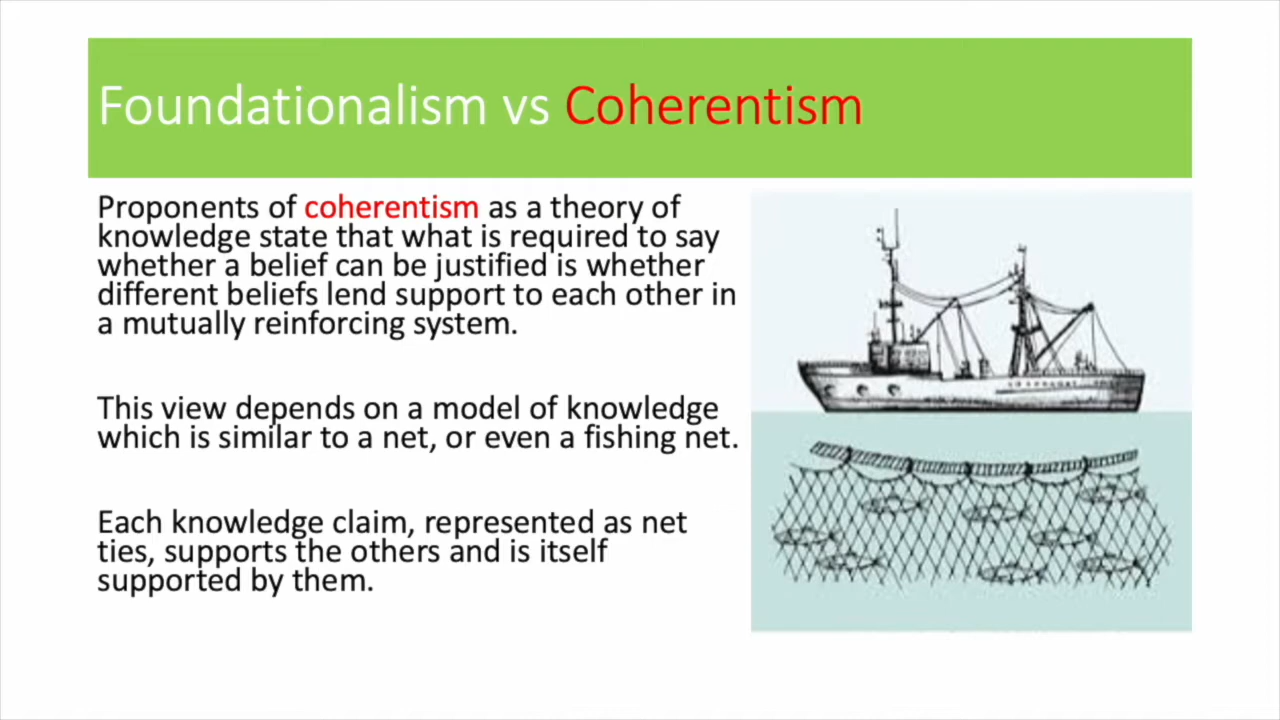 Foundationalism vs Coherentism
Proponents of coherentism as a theory of
knowledge state that what is required to say
whether a belief can be justified is whether
different beliefs lend support to each other in
a mutually reinforcing system.
This view depends on a model of knowledge
which is similar to a net, or even a fishing net.
Each knowledge claim, represented as net
ties, supports the others and is itself
supported by them.